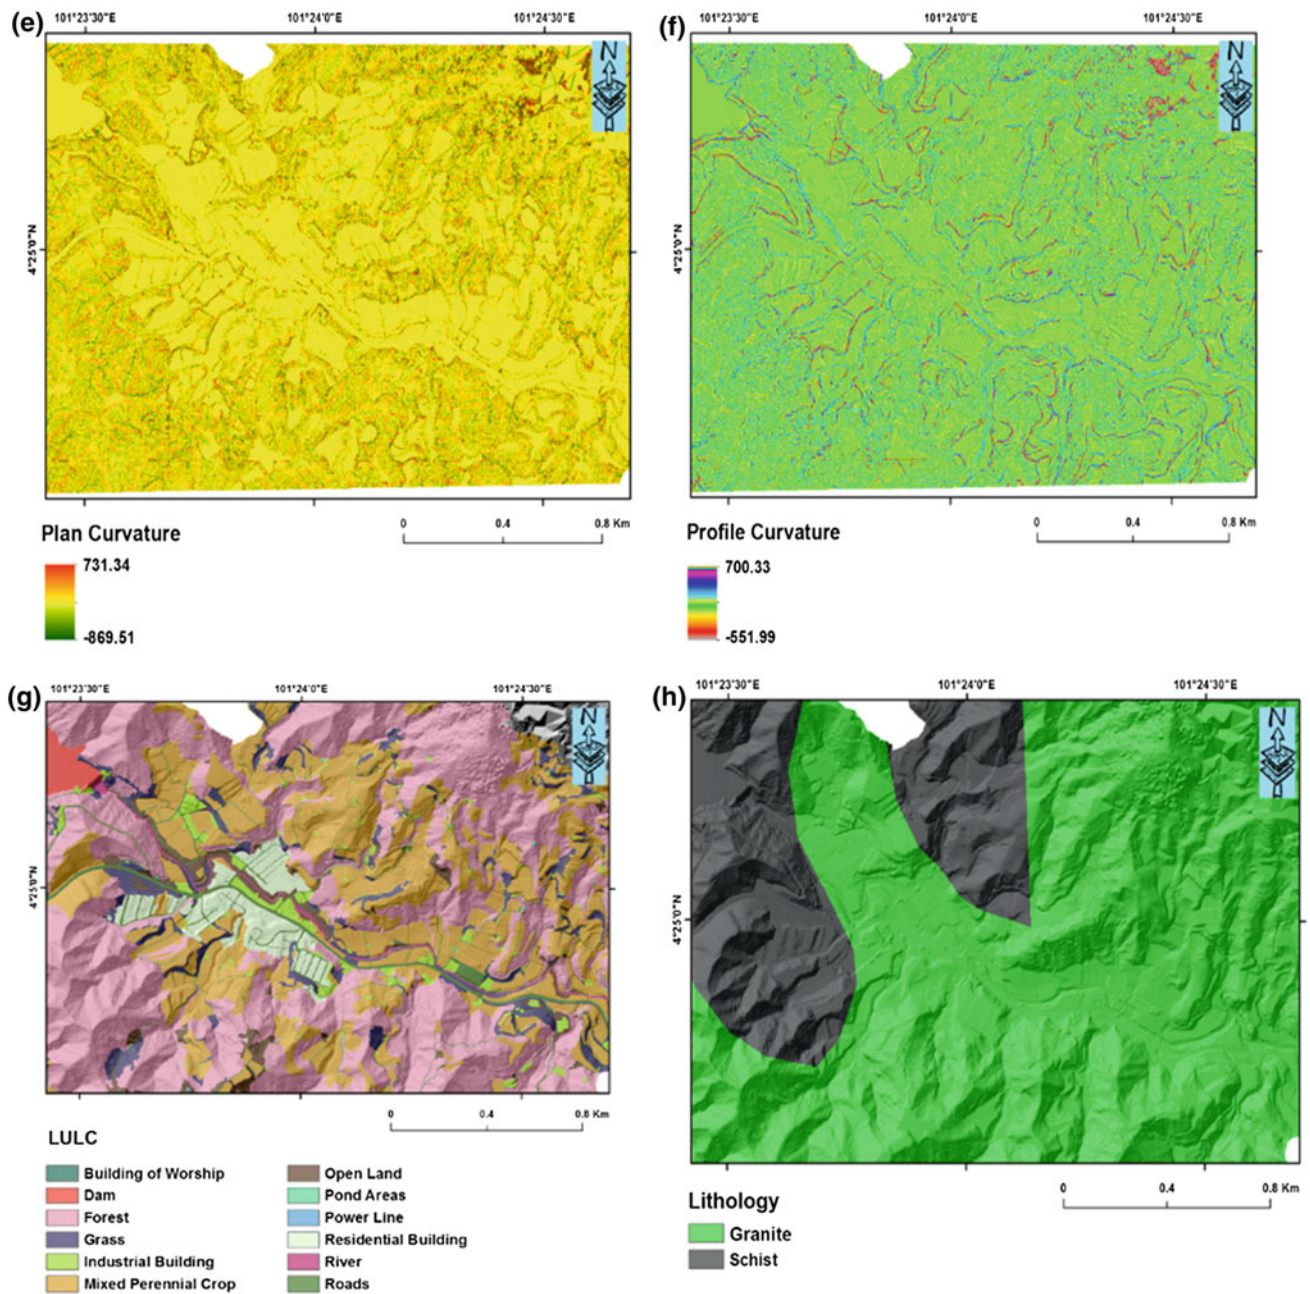 (e)
101°23'30"E 101°24'0"E 101°24'30"E
N
4°25'0"N
Plan Curvature
731.34
-869.51
0 0.4 0.8 Km
(f)
101°23'30"E 101°24'0"E 101°24'30"E
N
4°25'0"N
Profile Curvature
700.33
-551.99
0 0.4 0.8 Km
(g)
101°23'30"E 101°24'0"E 101°24'30"E
N
4°25'0"N
0 0.4 0.8 Km
LULC
Building of Worship
Dam
Forest
Grass
Industrial Building
Mixed Perennial Crop
Open Land
Pond Areas
Power Line
Residential Building
River
Roads
(h)
101°23'30"E 101°24'0"E 101°24'30"E
N
4°25'0"N
0 0.4 0.8 Km
Lithology
Granite
Schist